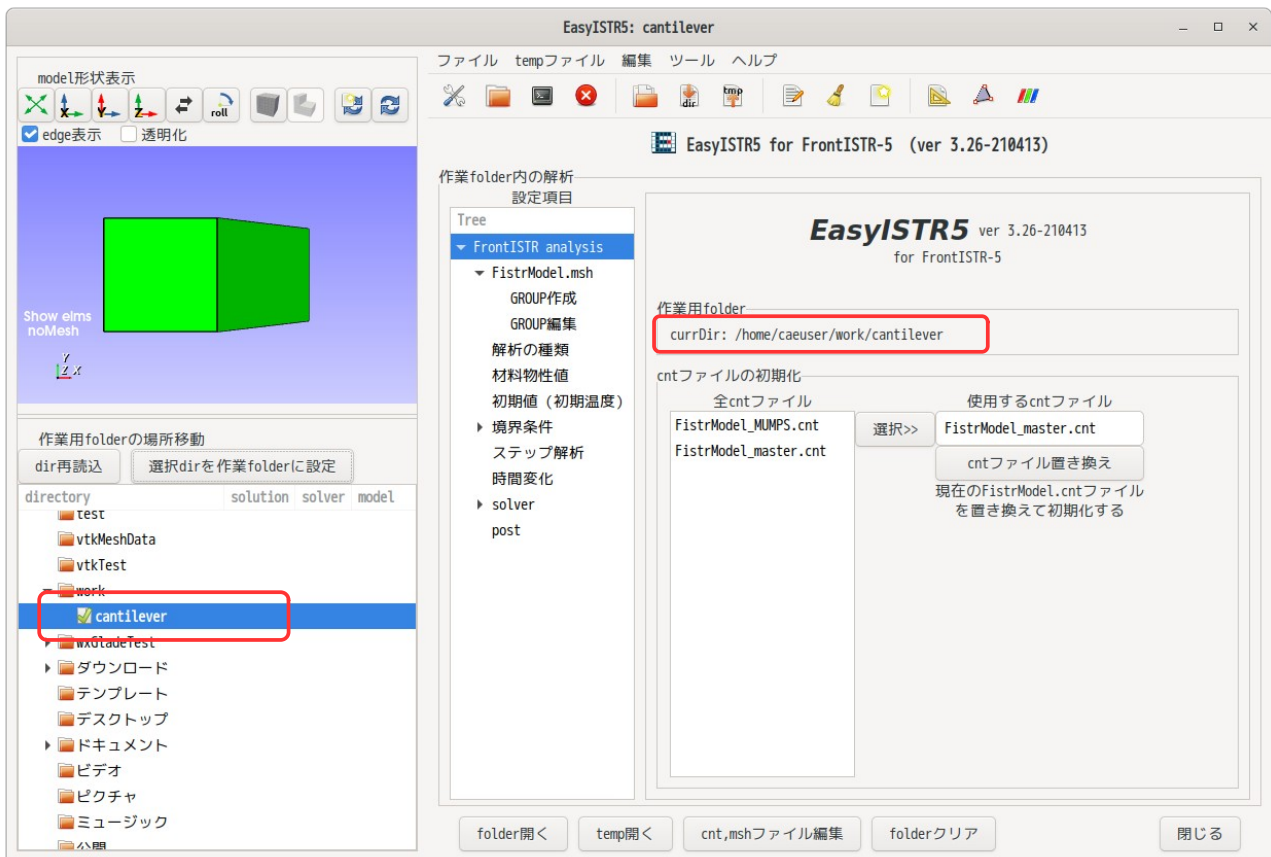 EasyISTR5: cantilever
model形状表示
X
Y
Z
roll
edge表示
透明化
Show elms
noMesh
Y
Z X
作業用folderの場所移動
dir再読込
選択dirを作業folderに設定
directory solution solver model
test
vtkMeshData
vtkTest
work
cantilever
wxGladeTest
ダウンロード
テンプレート
デスクトップ
ドキュメント
ビデオ
ピクチャ
ミュージック
公開
ファイル tempファイル 編集 ツール ヘルプ
dir
tmp
EasyISTR5 for FrontISTR-5 (ver 3.26-210413)
作業folder内の解析
設定項目
Tree
FrontISTR analysis
FistrModel.msh
GROUP作成
GROUP編集
解析の種類
材料物性値
初期値（初期温度）
境界条件
ステップ解析
時間変化
solver
post
EasyISTR5 ver 3.26-210413
for FrontISTR-5
作業用folder
currDir: /home/caeuser/work/cantilever
cntファイルの初期化
全cntファイル
FistrModel_MUMPS.cnt
FistrModel_master.cnt
選択>>
使用するcntファイル
FistrModel_master.cnt
cntファイル置き換え
現在のFistrModel.cntファイル
を置き換えて初期化する
folder開く
temp開く
cnt,mshファイル編集
folderクリア
閉じる